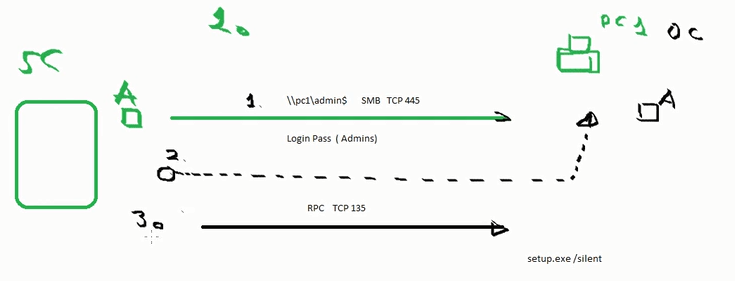 1.
PC1 OC
SC
A
1. \\pc1\admin$ SMB TCP 445
A
Login Pass ( Admins)
2.
3.
RPC TCP 135
setup.exe /silent